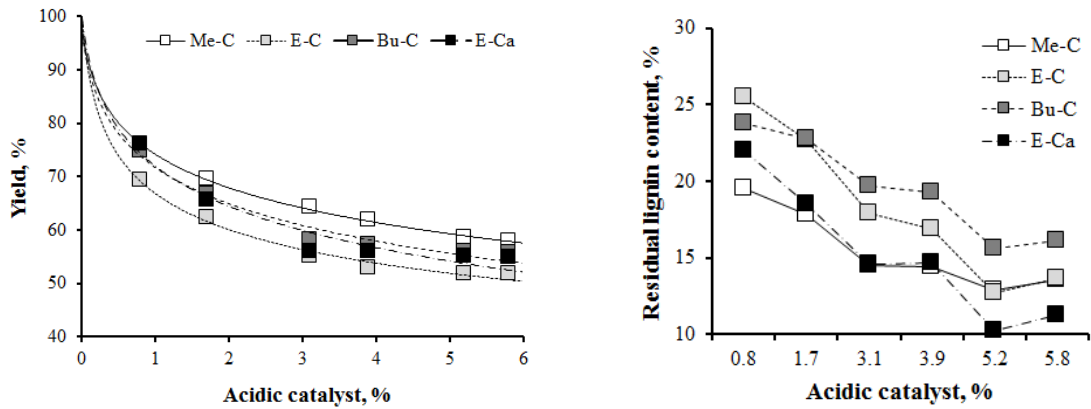 100
90
80
70
60
50
40
Yield, %
Me-C
E-C
Bu-C
E-Ca
0
1
2
3
4
5
6
Acidic catalyst, %
30
25
20
15
10
Residual lignin content, %
Me-C
E-C
Bu-C
E-Ca
0.8
1.7
3.1
3.9
5.2
5.8
Acidic catalyst, %